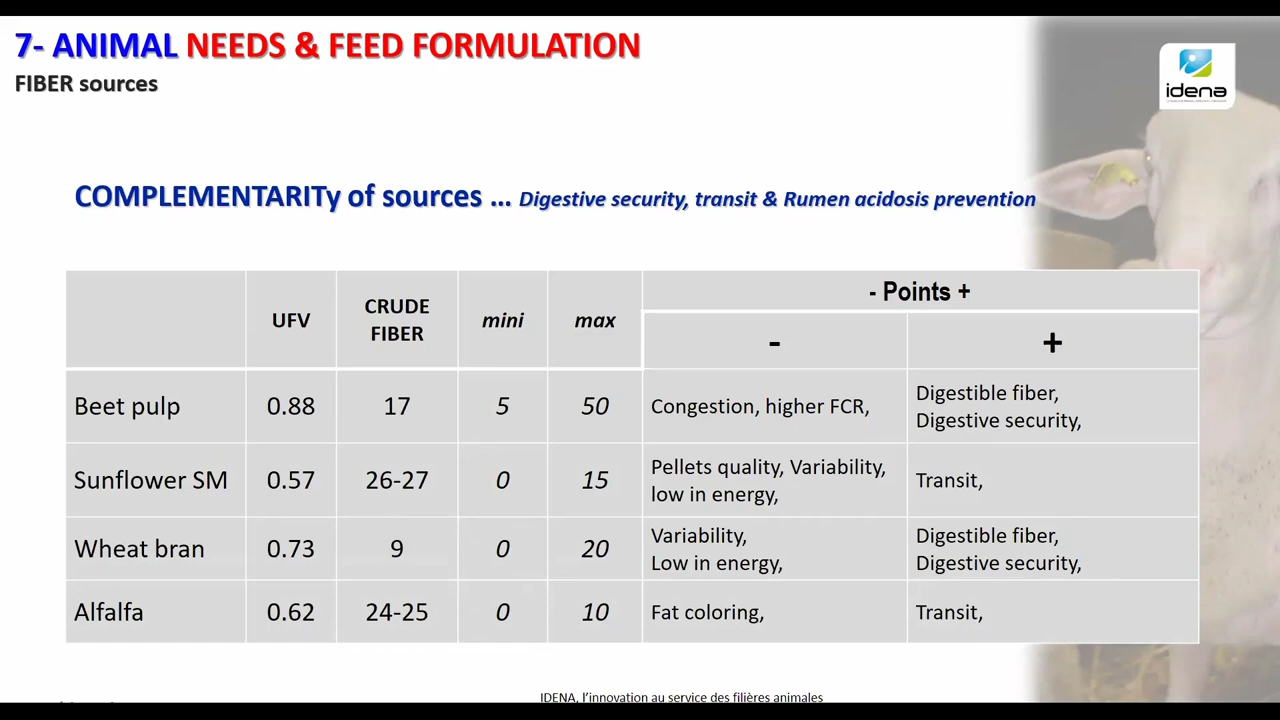 7- ANIMAL NEEDS & FEED FORMULATION
FIBER sources
idena
COMPLEMENTARITy of sources ... Digestive security, transit & Rumen acidosis prevention
UFV
CRUDE
FIBER
mini
max
- Points +
-
+
Beet pulp
0.88
17
5
50
Congestion, higher FCR,
Digestible fiber,
Digestive security,
Sunflower SM
0.57
26-27
0
15
Pellets quality, Variability,
low in energy,
Transit,
Wheat bran
0.73
9
0
20
Variability,
Low in energy,
Digestible fiber,
Digestive security,
Alfalfa
0.62
24-25
0
10
Fat coloring,
Transit,
IDENA, l’innovation au service des filières animales